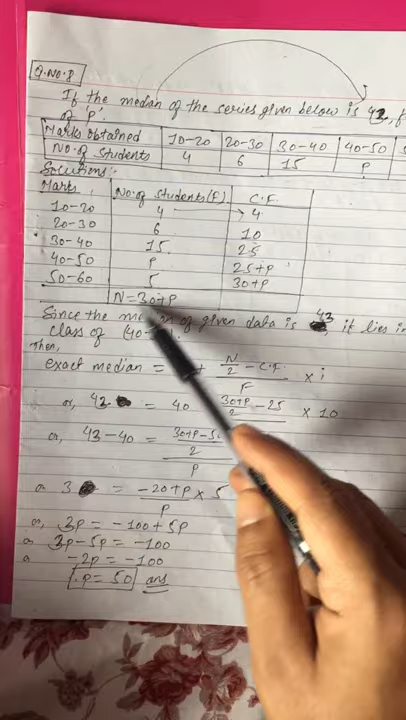 Q.No.8
If the median of the series given below is 43,
of 'p'.
Marks obtained 10-20 20-30 30-40 40-50
No. of Students 4 6 15 p
Solution:-
Marks No. of Students (F) C.F.
10-20 4 → 4
20-30 6 10
30-40 15 25
40-50 p 25+p
50-60 5 30+p
N=30+p
Since the of given data is 43, it lies in
class of (40-
Then,
exact median = + N/2 - C.F. / F × i
or, 43 = 40 30+p/2 - 25 × 10
or, 43-40 = 30+p-50 / 2 / p
or 3 = -20+p / p × 5
or, 3p = -100+5p
or 3p-5p = -100
or -2p = -100
∴ p = 50 ans